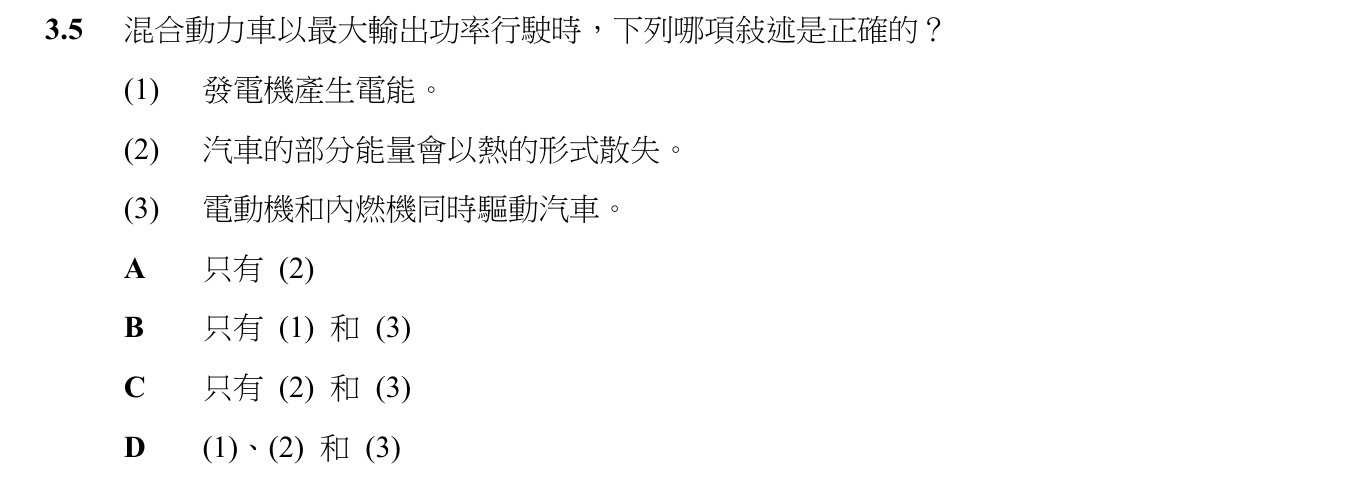 3.5 混合動力車以最大輸出功率行駛時，下列哪項敍述是正確的？
(1) 發電機產生電能。
(2) 汽車的部分能量會以熱的形式散失。
(3) 電動機和內燃機同時驅動汽車。
A 只有 (2)
B 只有 (1) 和 (3)
C 只有 (2) 和 (3)
D (1)、(2) 和 (3)